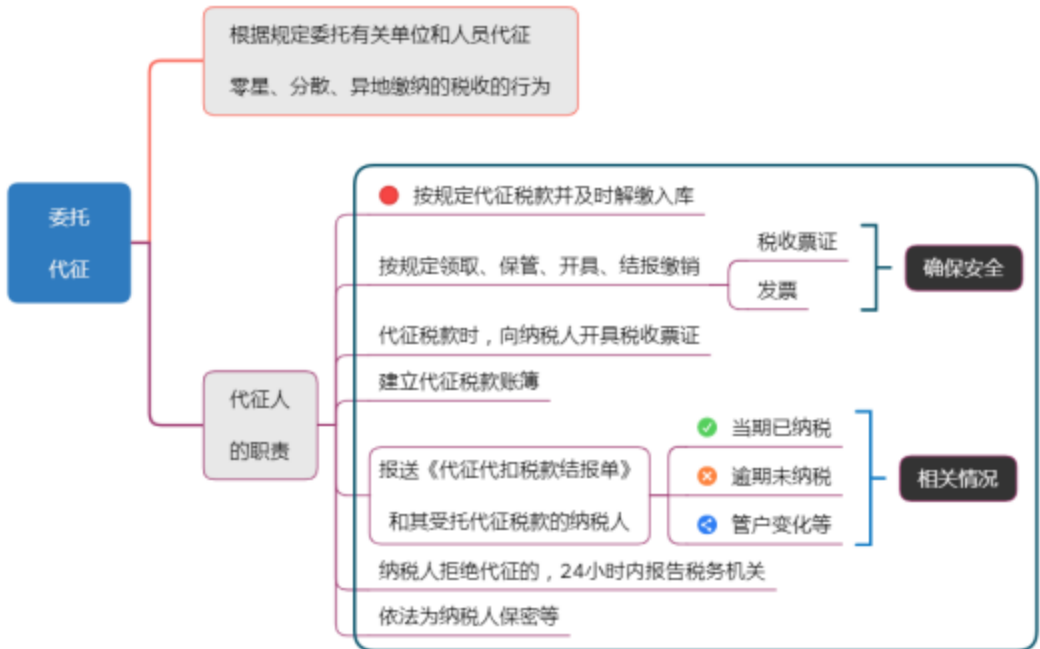 根据规定委托有关单位和人员代征
零星、分散、异地缴纳的税收的行为
委托
代征
代征人
的职责
按规定代征税款并及时解缴入库
按规定领取、保管、开具、结报缴销
税收票证
发票
确保安全
代征税款时，向纳税人开具税收票证
建立代征税款账簿
报送《代征代扣税款结报单》
和其受托代征税款的纳税人
当期已纳税
逾期未纳税
管户变化等
相关情况
纳税人拒绝代征的，24小时内报告税务机关
依法为纳税人保密等